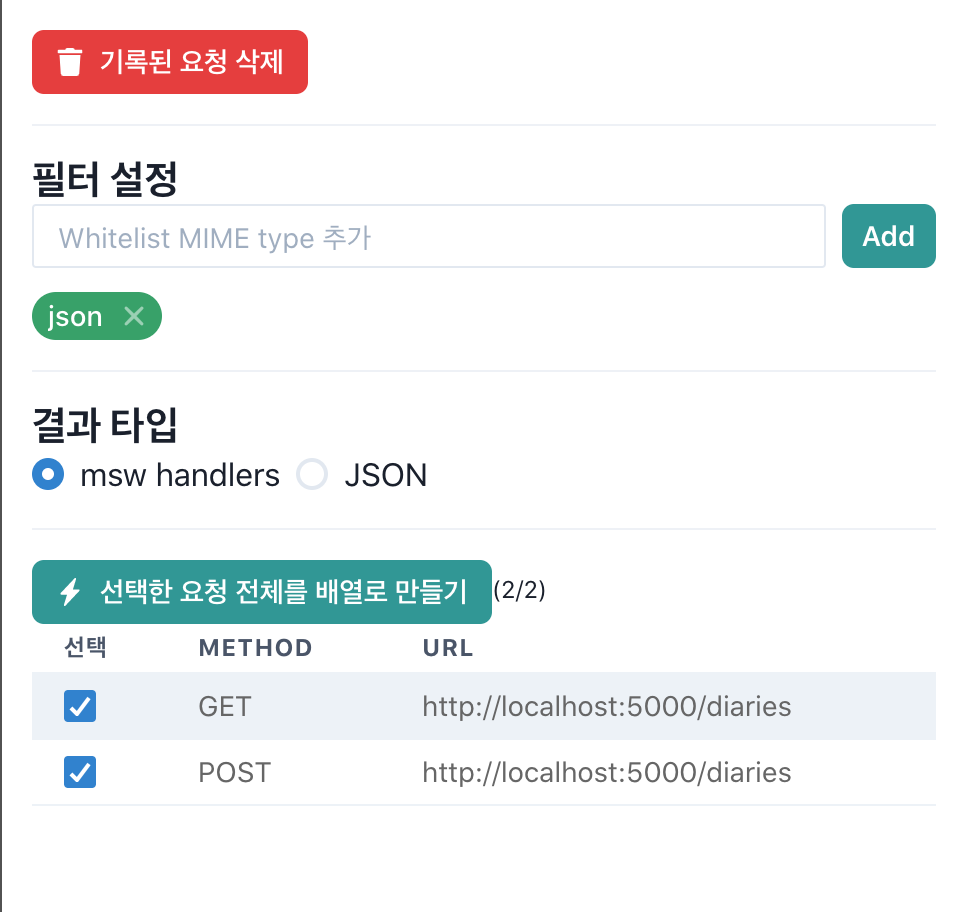 기록된 요청 삭제
필터 설정
Whitelist MIME type 추가
Add
json
결과 타입
msw handlers JSON
선택한 요청 전체를 배열로 만들기 (2/2)
선택 METHOD URL
GET http://localhost:5000/diaries
POST http://localhost:5000/diaries